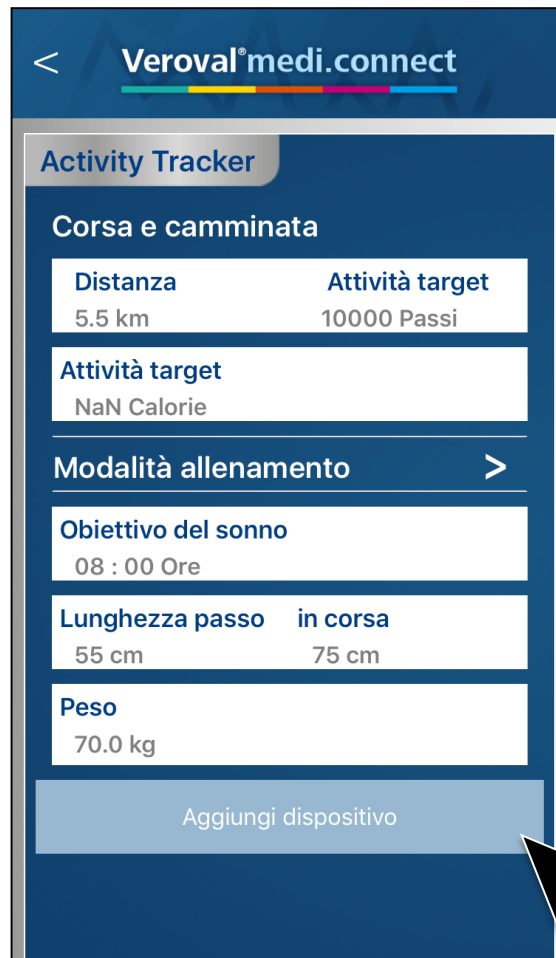 < Veroval®medi.connect
Activity Tracker
Corsa e camminata
Distanza Attività target
5.5 km 10000 Passi
Attività target
NaN Calorie
Modalità allenamento >
Obiettivo del sonno
08 : 00 Ore
Lunghezza passo in corsa
55 cm 75 cm
Peso
70.0 kg
Aggiungi dispositivo